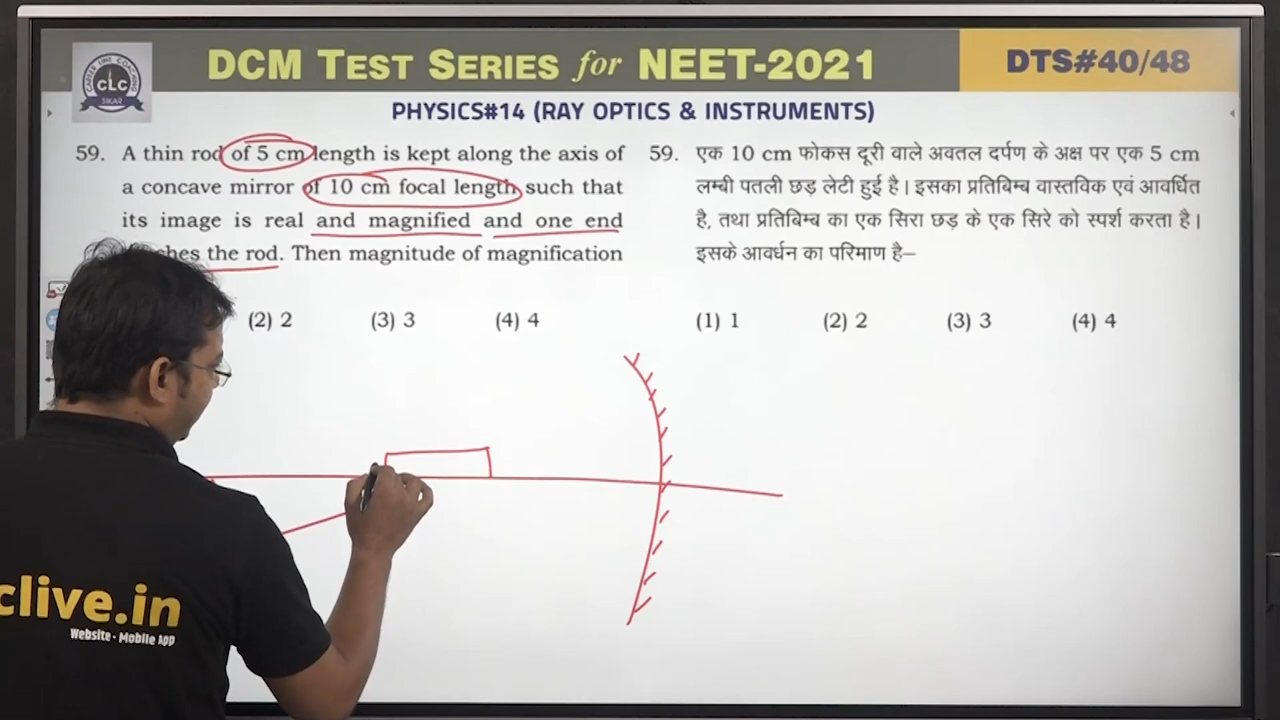 DCM TEST SERIES for NEET-2021
DTS#40/48
CLC
SIKAR
PHYSICS#14 (RAY OPTICS & INSTRUMENTS)
59. A thin rod of 5 cm length is kept along the axis of
a concave mirror of 10 cm focal length such that
its image is real and magnified and one end
the rod. Then magnitude of magnification
(2) 2 (3) 3 (4) 4
59. एक 10 cm फोकस दूरी वाले अवतल दर्पण के अक्ष पर एक 5 cm
लम्बी पतली छड़ लेटी हुई है। इसका प्रतिबिम्ब वास्तविक एवं आवर्धित
है, तथा प्रतिबिम्ब का एक सिरा छड़ के एक सिरे को स्पर्श करता है।
इसके आवर्धन का परिमाण है–
(1) 1 (2) 2 (3) 3 (4) 4
clive.in
Website • Mobile App